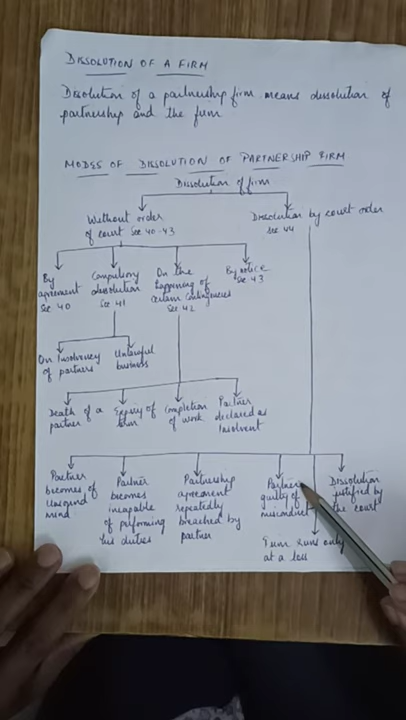 DISSOLUTION OF A FIRM
Dissolution of a partnership firm means dissolution of
partnership and the firm
MODES OF DISSOLUTION OF PARTNERSHIP FIRM
Dissolution of firm
Without order
of court Sec 40-43
Dissolution by court order
Sec 44
By
agreement
Sec 40
Compulsory
dissolution
Sec 41
On the
happening of
certain contingencies
Sec 42
By notice
Sec 43
On Insolvency
of partners
Unlawful
business
Death of a
partner
Expiry of
term
Completion
of work
Partner
declared as
Insolvent
Partner
becomes of
Unsound
mind
Partner
becomes
incapable
of performing
his duties
Partnership
agreement
repeatedly
breached by
partner
Partner
guilty of
misconduct
Firm runs only
at a loss
Dissolution
justified by
the court